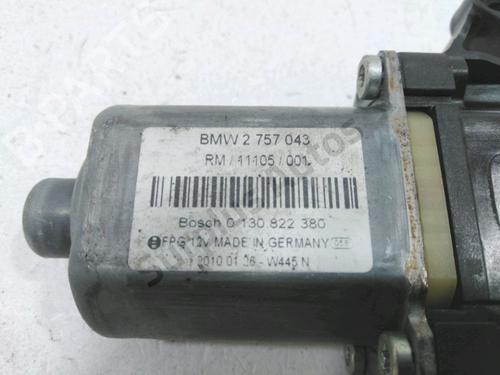 BMW 2 757 043
RM / 11105 / 001
Bosch 0 130 822 380
FPG 12V MADE IN GERMANY
2010 01 26 - W445 N